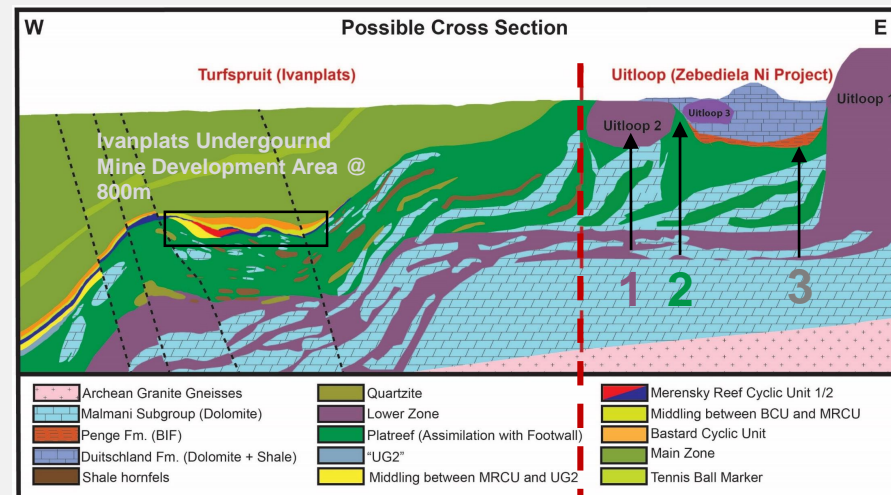 W
Possible Cross Section
E
Turfspruit (Ivanplats)
Uitloop (Zebediela Ni Project)
Uitloop 1
Uitloop 2
Uitloop 3
Ivanplats Undergournd
Mine Development Area @
800m
1
2
3
Archean Granite Gneisses
Malmani Subgroup (Dolomite)
Penge Fm. (BIF)
Duitschland Fm. (Dolomite + Shale)
Shale hornfels
Quartzite
Lower Zone
Platreef (Assimilation with Footwall)
“UG2”
Middling between MRCU and UG2
Merensky Reef Cyclic Unit 1/2
Middling between BCU and MRCU
Bastard Cyclic Unit
Main Zone
Tennis Ball Marker